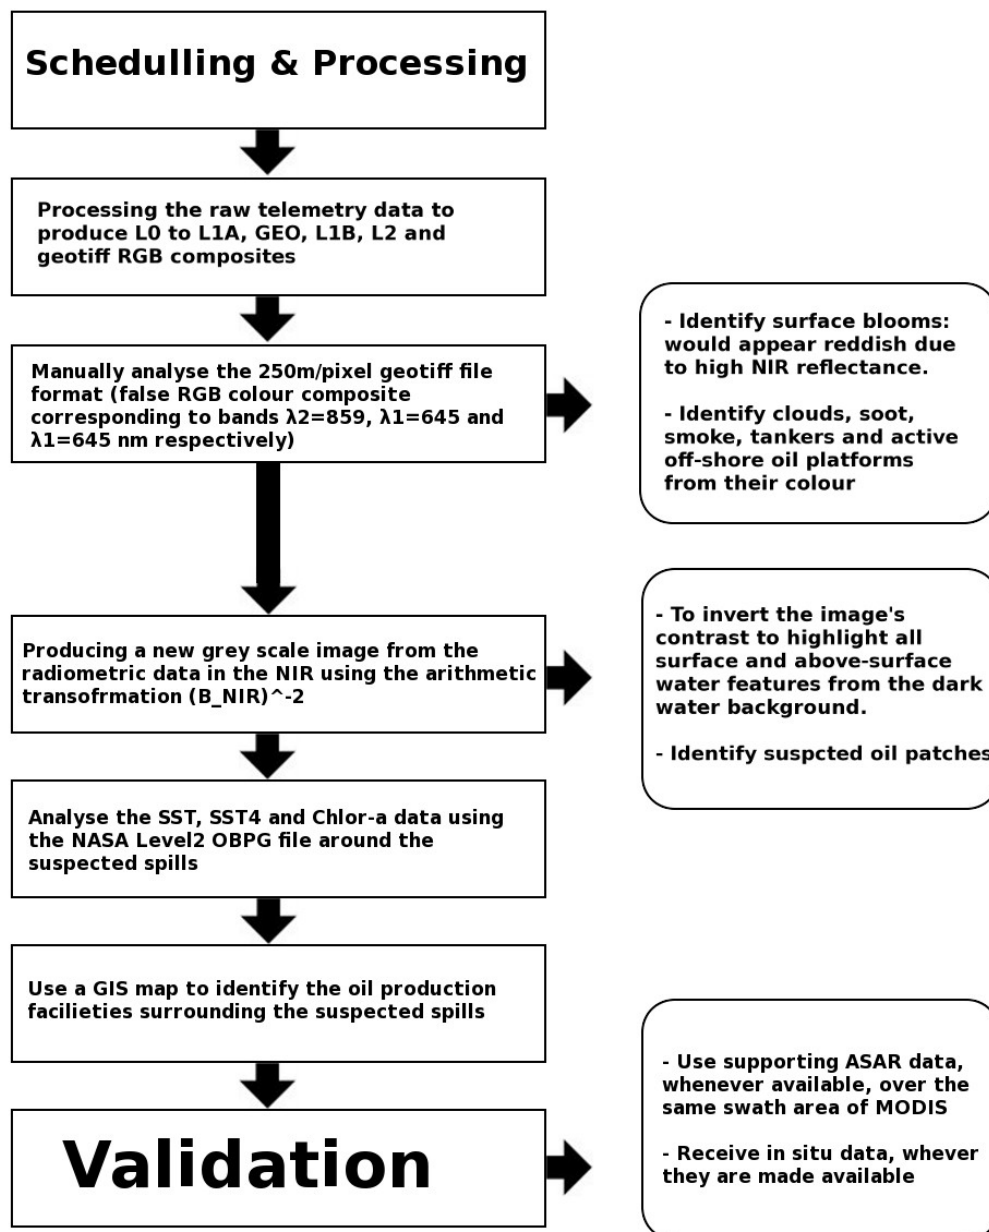 Schedulling & Processing
Processing the raw telemetry data to
produce L0 to L1A, GEO, L1B, L2 and
geotiff RGB composites
Manually analyse the 250m/pixel geotiff file
format (false RGB colour composite
corresponding to bands λ2=859, λ1=645 and
λ1=645 nm respectively)
- Identify surface blooms:
would appear reddish due
to high NIR reflectance.
- Identify clouds, soot,
smoke, tankers and active
off-shore oil platforms
from their colour
Producing a new grey scale image from the
radiometric data in the NIR using the arithmetic
transofrmation (B_NIR)^-2
- To invert the image's
contrast to highlight all
surface and above-surface
water features from the dark
water background.
- Identify suspcted oil patches
Analyse the SST, SST4 and Chlor-a data using
the NASA Level2 OBPG file around the
suspected spills
Use a GIS map to identify the oil production
facilieties surrounding the suspected spills
Validation
- Use supporting ASAR data,
whenever available, over the
same swath area of MODIS
- Receive in situ data, whever
they are made available